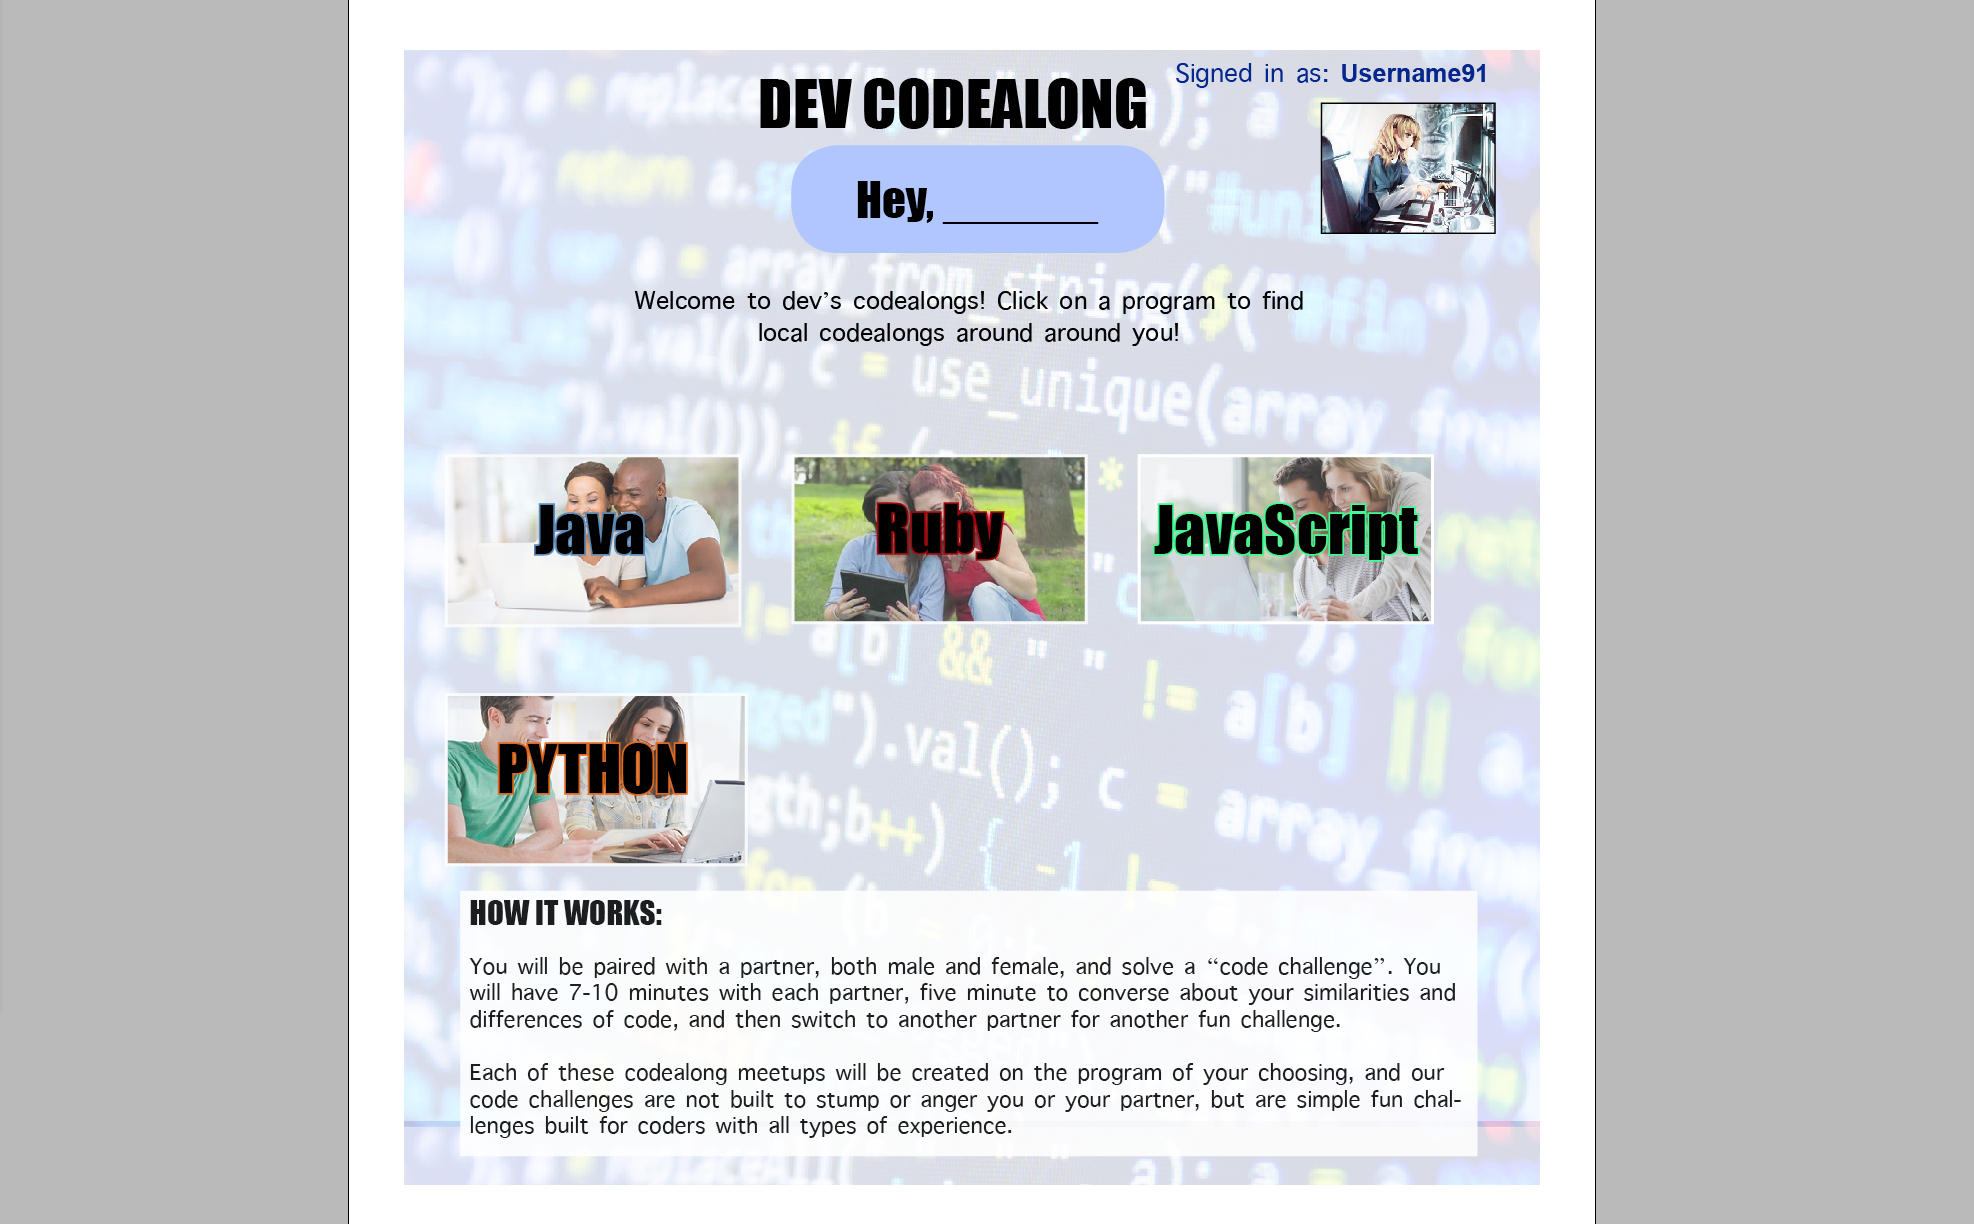 DEV CODEALONG
Signed in as: Username91
Hey, ________
Welcome to dev’s codealongs! Click on a program to find
local codealongs around around you!
Java
Ruby
JavaScript
PYTHON
HOW IT WORKS:
You will be paired with a partner, both male and female, and solve a “code challenge”. You
will have 7-10 minutes with each partner, five minute to converse about your similarities and
differences of code, and then switch to another partner for another fun challenge.
Each of these codealong meetups will be created on the program of your choosing, and our
code challenges are not built to stump or anger you or your partner, but are simple fun chal-
lenges built for coders with all types of experience.